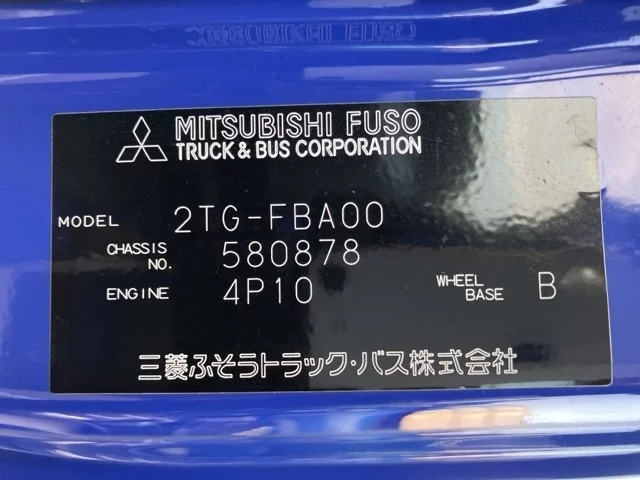 MITSUBISHI FUSO
TRUCK & BUS CORPORATION
MODEL 2TG-FBA00
CHASSIS NO. 580878
ENGINE 4P10 WHEEL BASE B
三菱ふそうトラック・バス株式会社